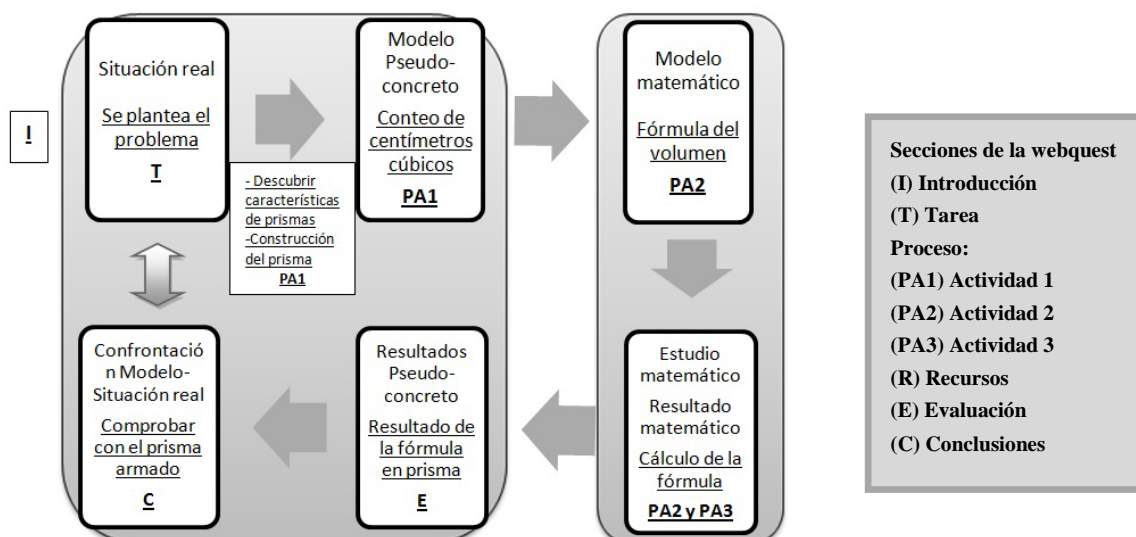 I
Situación real
Se plantea el
problema
T
- Descubrir
características
de prismas
-Construcción
del prisma
PA1
Modelo
Pseudo-
concreto
Conteo de
centímetros
cúbicos
PA1
Modelo
matemático
Fórmula del
volumen
PA2
Estudio
matemático
Resultado
matemático
Cálculo de la
fórmula
PA2 y PA3
Resultados
Pseudo-
concreto
Resultado de
la fórmula
en prisma
E
Confrontació
n Modelo-
Situación real
Comprobar
con el prisma
armado
C
Secciones de la webquest
(I) Introducción
(T) Tarea
Proceso:
(PA1) Actividad 1
(PA2) Actividad 2
(PA3) Actividad 3
(R) Recursos
(E) Evaluación
(C) Conclusiones